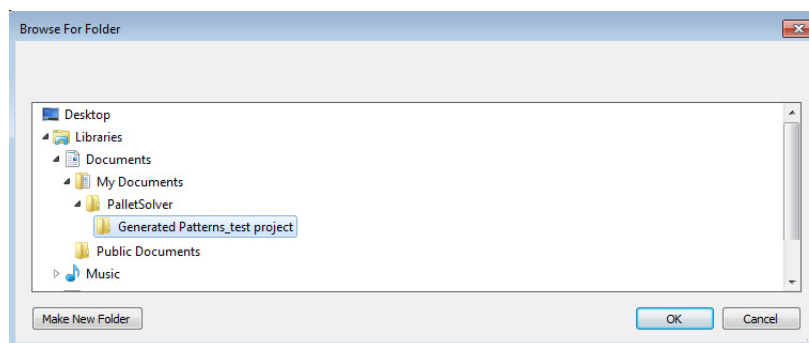 Browse For Folder
Desktop
Libraries
Documents
My Documents
PalletSolver
Generated Patterns_test project
Public Documents
Music
Make New Folder
OK
Cancel